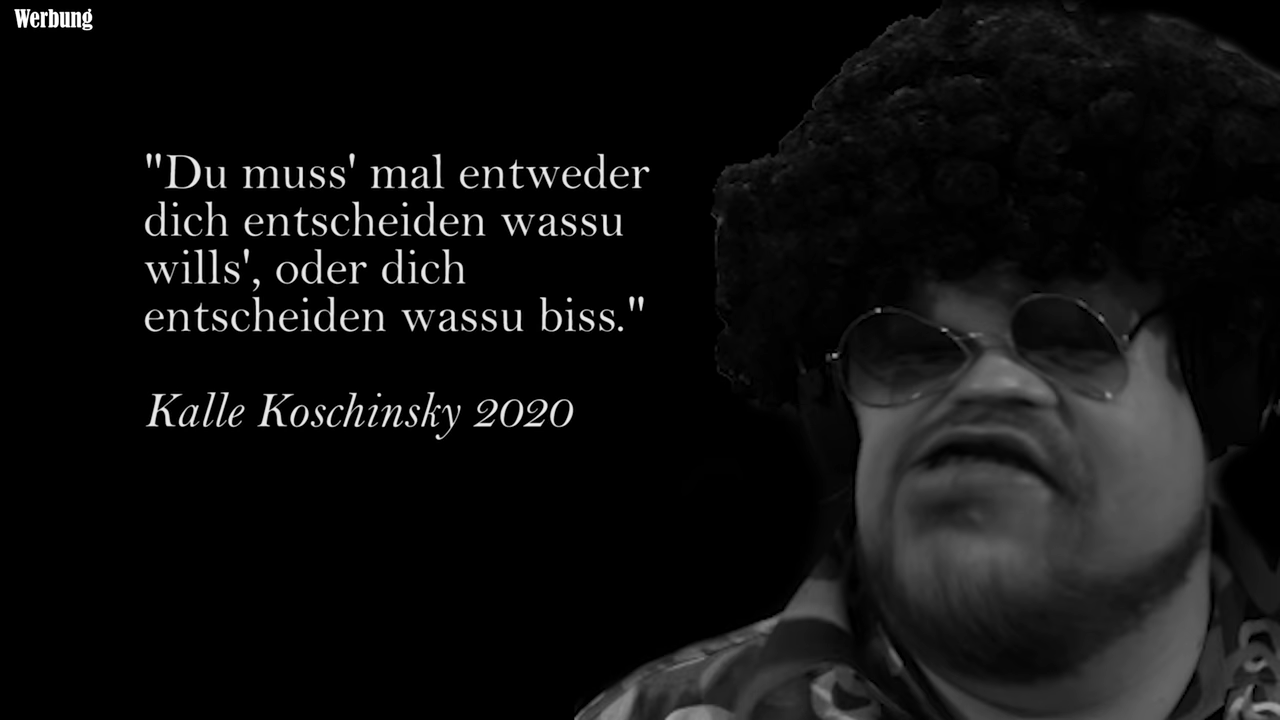 Werbung
"Du muss' mal entweder
dich entscheiden wassu
wills', oder dich
entscheiden wassu biss."
Kalle Koschinsky 2020